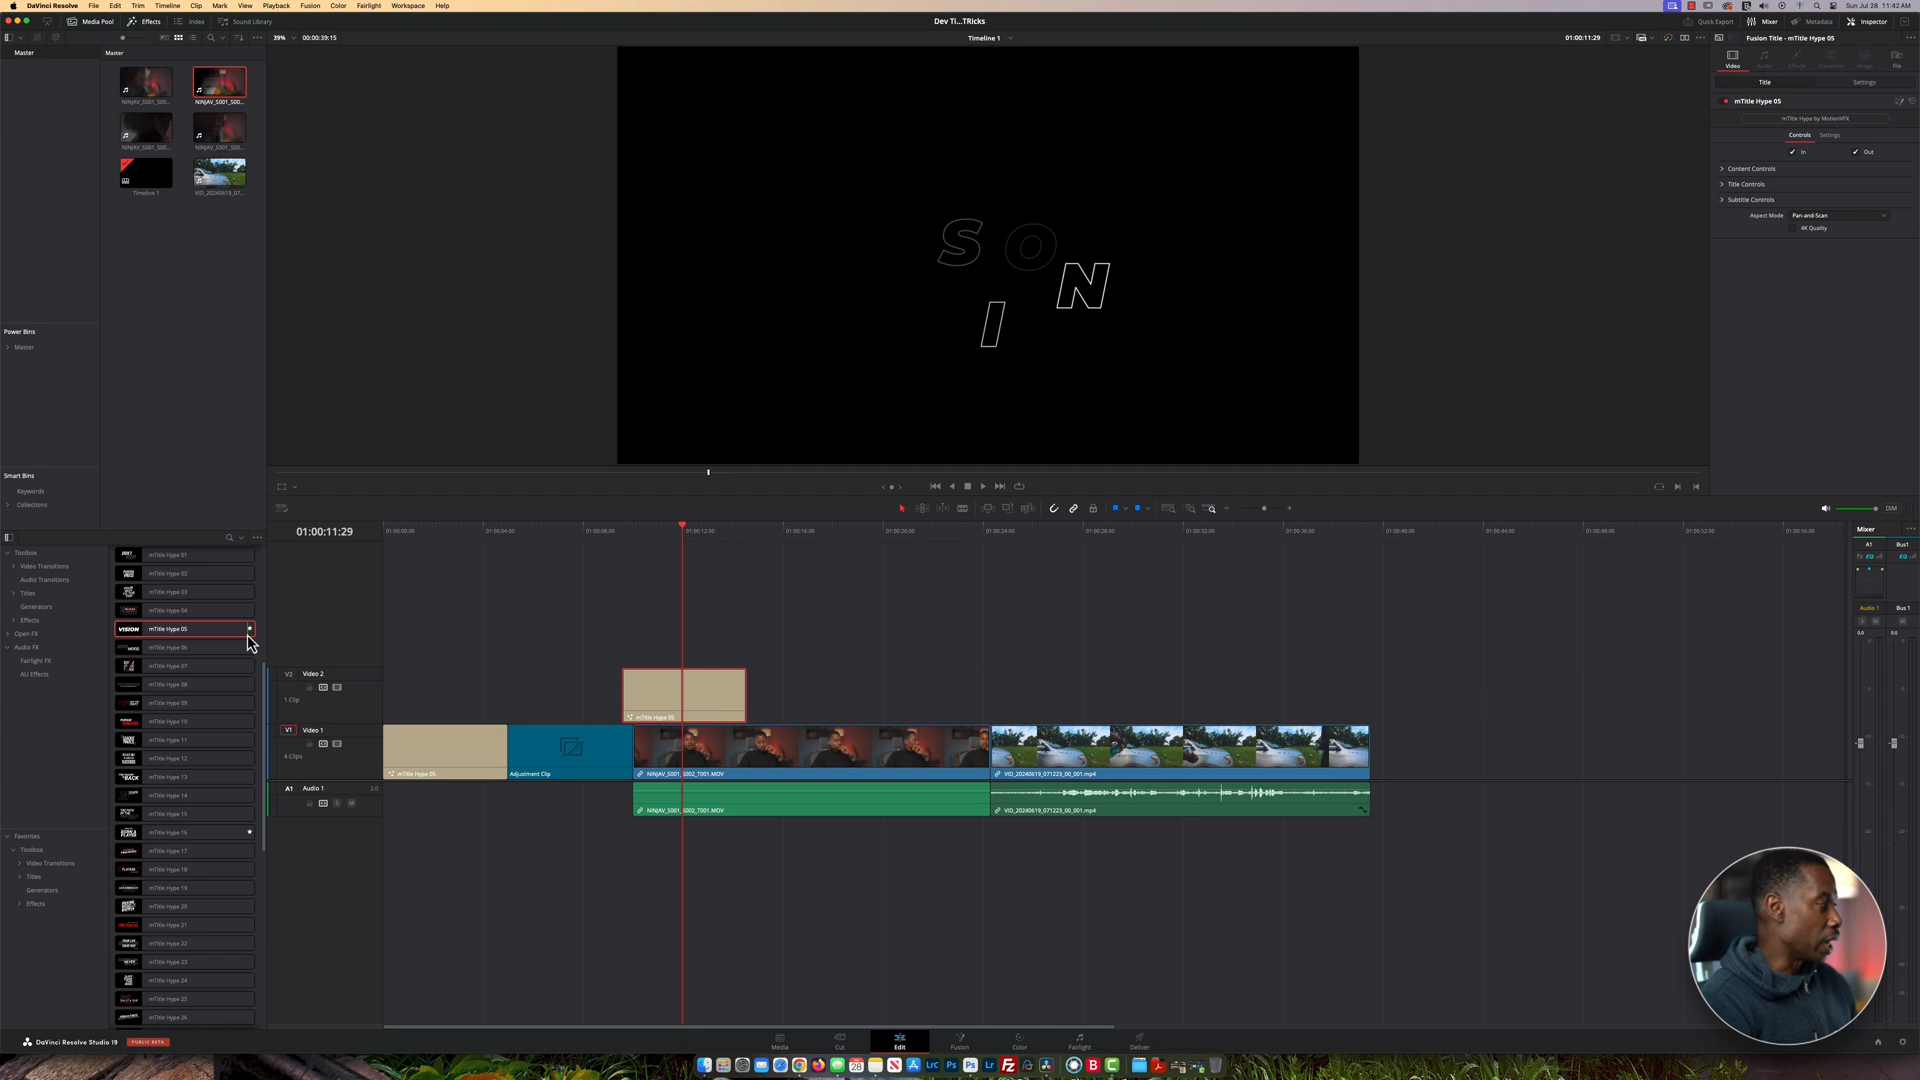 DaVinci Resolve File Edit Trim Timeline Clip Mark View Playback Fusion Color Fairlight Workspace Help
Sun Jul 28 11:42 AM
Media Pool Effects Index Sound Library
Dev Ti...TRicks
Quick Export Mixer Metadata Inspector
39% 00:00:39:15
Timeline 1
01:00:11:29
Fusion Title - mTitle Hype 05
Master
Master
NINJAV_S001_S00...
NINJAV_S001_S00...
NINJAV_S001_S00...
NINJAV_S001_S00...
Timeline 1
VID_20240619_07...
Power Bins
Master
Smart Bins
Keywords
Collections
S O
N
I
Video Audio Effects Transition Image File
Title Settings
mTitle Hype 05
mTitle Hype by MotionVFX
Controls Settings
In Out
Content Controls
Title Controls
Subtitle Controls
Aspect Mode Pan-and-Scan
4K Quality
Toolbox
Video Transitions
Audio Transitions
Titles
Generators
Effects
Open FX
Audio FX
Fairlight FX
AU Effects
Favorites
Toolbox
Video Transitions
Titles
Generators
Effects
mTitle Hype 01
mTitle Hype 02
mTitle Hype 03
mTitle Hype 04
VISION mTitle Hype 05
mTitle Hype 06
mTitle Hype 07
mTitle Hype 08
mTitle Hype 09
mTitle Hype 10
mTitle Hype 11
mTitle Hype 12
mTitle Hype 13
mTitle Hype 14
mTitle Hype 15
mTitle Hype 16
mTitle Hype 17
mTitle Hype 18
mTitle Hype 19
mTitle Hype 20
mTitle Hype 21
mTitle Hype 22
mTitle Hype 23
mTitle Hype 24
mTitle Hype 25
mTitle Hype 26
01:00:11:29
01:00:00:00 01:00:04:00 01:00:08:00 01:00:12:00 01:00:16:00 01:00:20:00 01:00:24:00 01:00:28:00 01:00:32:00 01:00:36:00 01:00:40:00 01:00:44:00 01:00:48:00 01:00:52:00 01:00:56:00
DIM
V2 Video 2
1 Clip
mTitle Hype 05
V1 Video 1
4 Clips
mTitle Hype 05
Adjustment Clip
NINJAV_S001_S002_T001.MOV
VID_20240619_071223_00_001.mp4
A1 Audio 1 2.0
S M
NINJAV_S001_S002_T001.MOV
VID_20240619_071223_00_001.mp4
Mixer
A1 Bus1
FX EQ EQ
Audio 1 Bus 1
S M M
0.0 0.0
DaVinci Resolve Studio 19 PUBLIC BETA
Media Cut Edit Fusion Color Fairlight Deliver